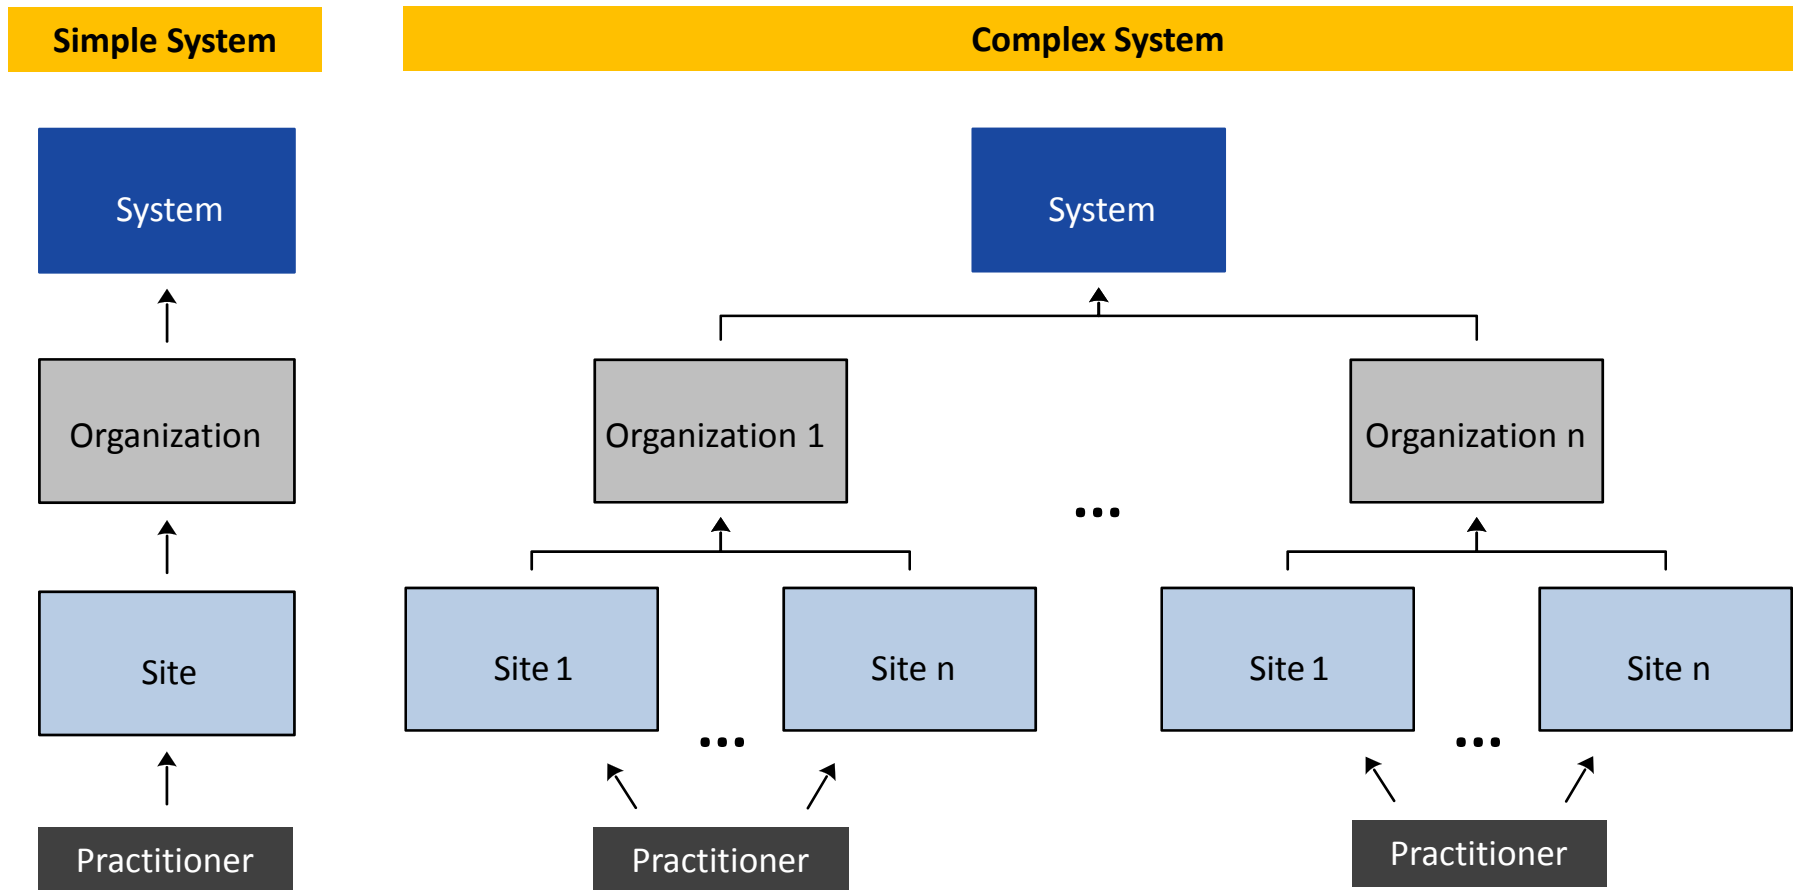 Simple System
Complex System
System
System
Organization
Organization 1
Organization n
...
Site
Site 1
Site n
Site 1
Site n
...
...
Practitioner
Practitioner
Practitioner